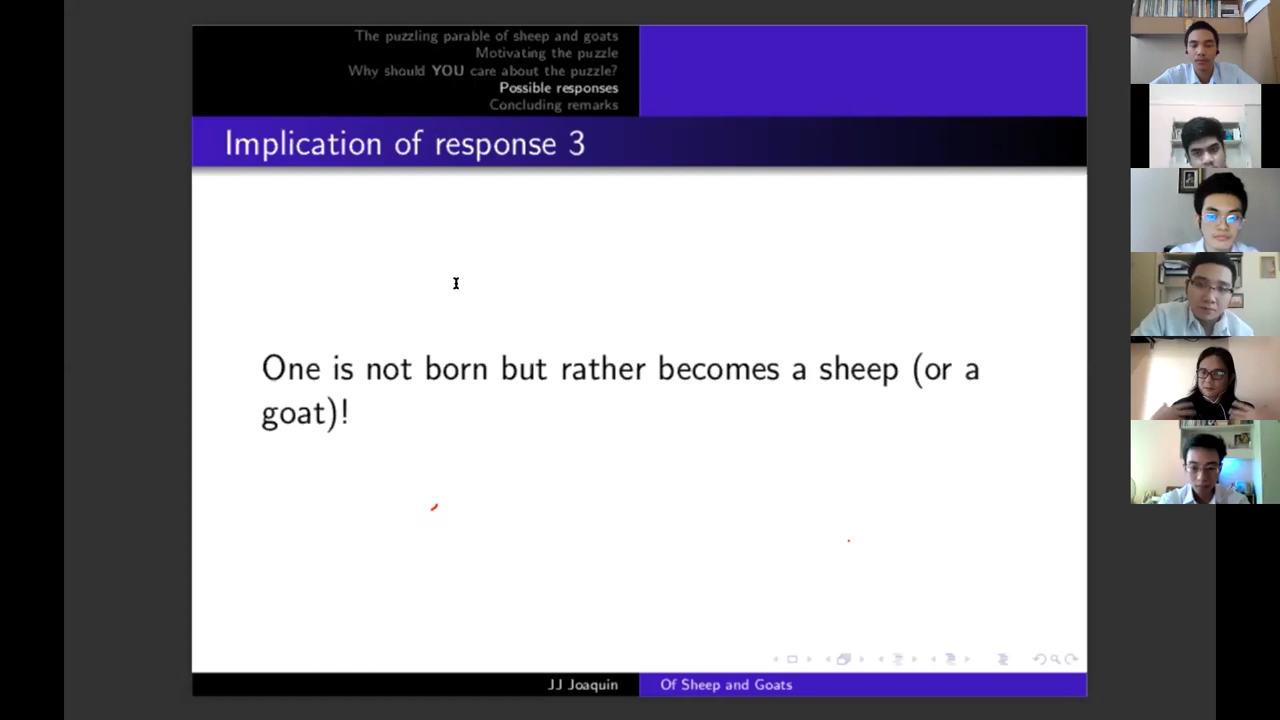 The puzzling parable of sheep and goats
Motivating the puzzle
Why should YOU care about the puzzle?
Possible responses
Concluding remarks
Implication of response 3
One is not born but rather becomes a sheep (or a
goat)!
JJ Joaquin
Of Sheep and Goats